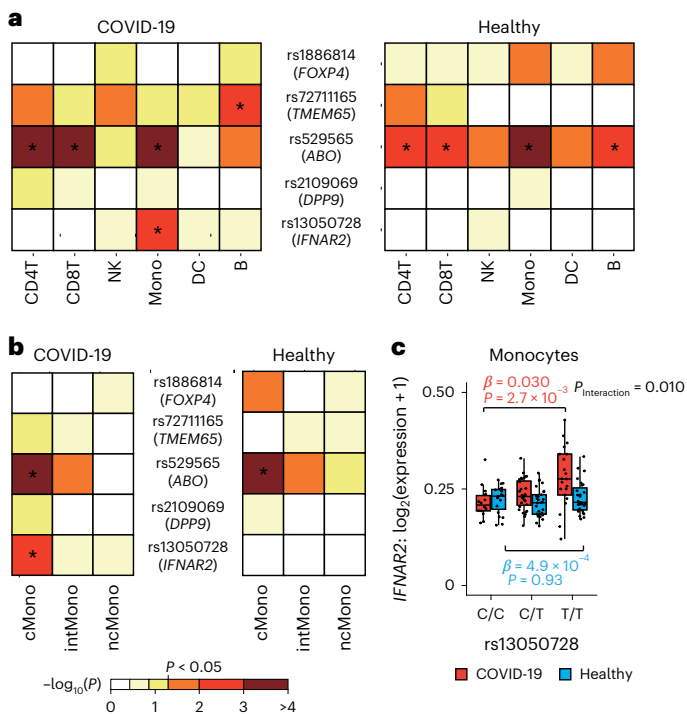 a
COVID-19
Healthy
rs1886814
(FOXP4)
rs72711165
(TMEM65)
*
rs529565
(ABO)
* * *
* * * *
rs2109069
(DPP9)
rs13050728
(IFNAR2)
*
CD4T CD8T NK Mono DC B
CD4T CD8T NK Mono DC B
b
COVID-19
Healthy
rs1886814
(FOXP4)
rs72711165
(TMEM65)
rs529565
(ABO)
*
*
rs2109069
(DPP9)
rs13050728
(IFNAR2)
*
cMono intMono ncMono
cMono intMono ncMono
P < 0.05
–log10(P)
0 1 2 3 >4
c
Monocytes
β = 0.030
P = 2.7 × 10−3
PInteraction = 0.010
IFNAR2: log2(expression + 1)
0.50
0.25
0
β = 4.9 × 10−4
P = 0.93
C/C C/T T/T
rs13050728
COVID-19 Healthy